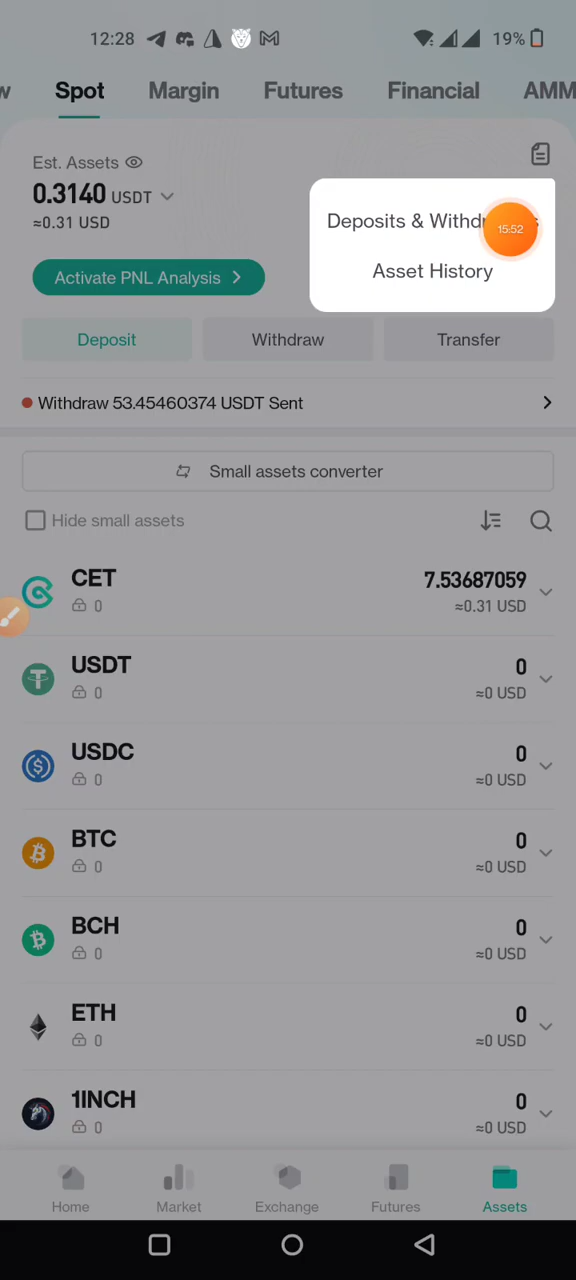 12:28
19%
w Spot Margin Futures Financial AMM
Est. Assets
0.3140 USDT
≈0.31 USD
Deposits & Withdr
15:52
Asset History
Activate PNL Analysis
Deposit Withdraw Transfer
Withdraw 53.45460374 USDT Sent
Small assets converter
Hide small assets
CET 7.53687059
0 ≈0.31 USD
USDT 0
0 ≈0 USD
USDC 0
0 ≈0 USD
BTC 0
0 ≈0 USD
BCH 0
0 ≈0 USD
ETH 0
0 ≈0 USD
1INCH 0
0 ≈0 USD
Home Market Exchange Futures Assets